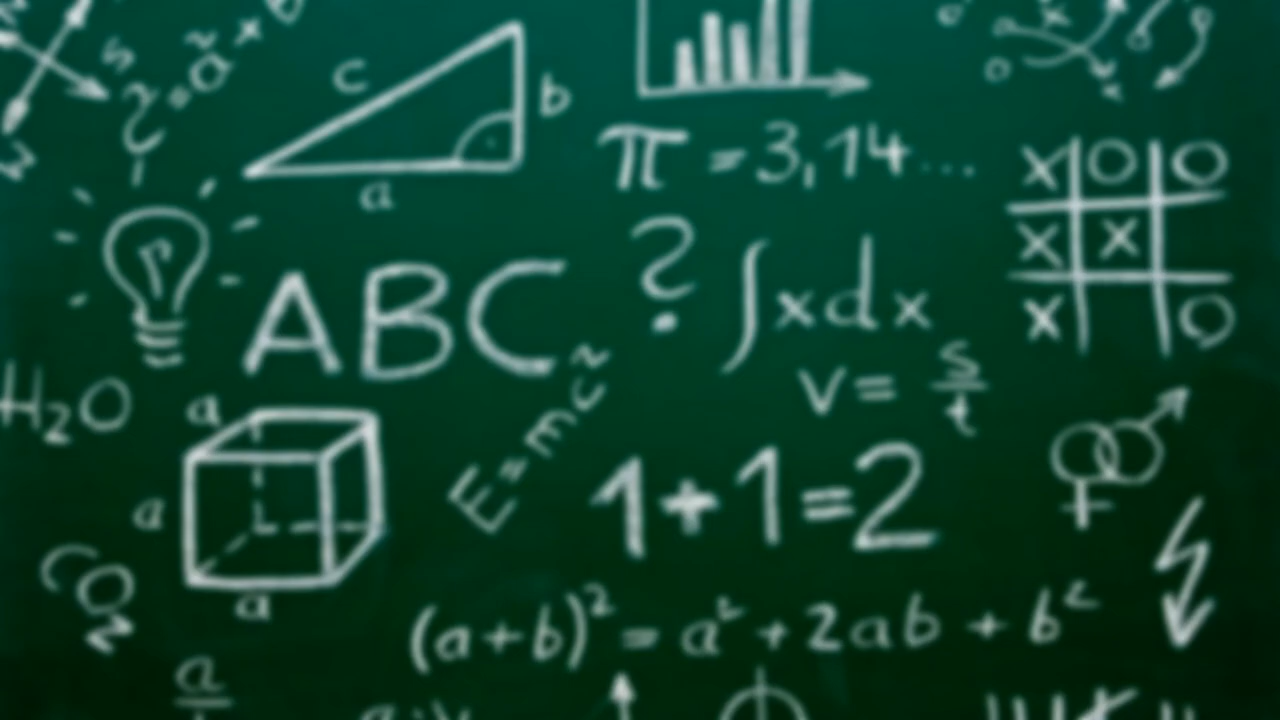 c
b
a
π = 3,14...
X O O
X X
X O
ABC
?
∫xdx
v = s/t
H₂O
a
E=mc²
a
1+1=2
CO₂
a
(a+b)² = a² + 2ab + b²
a